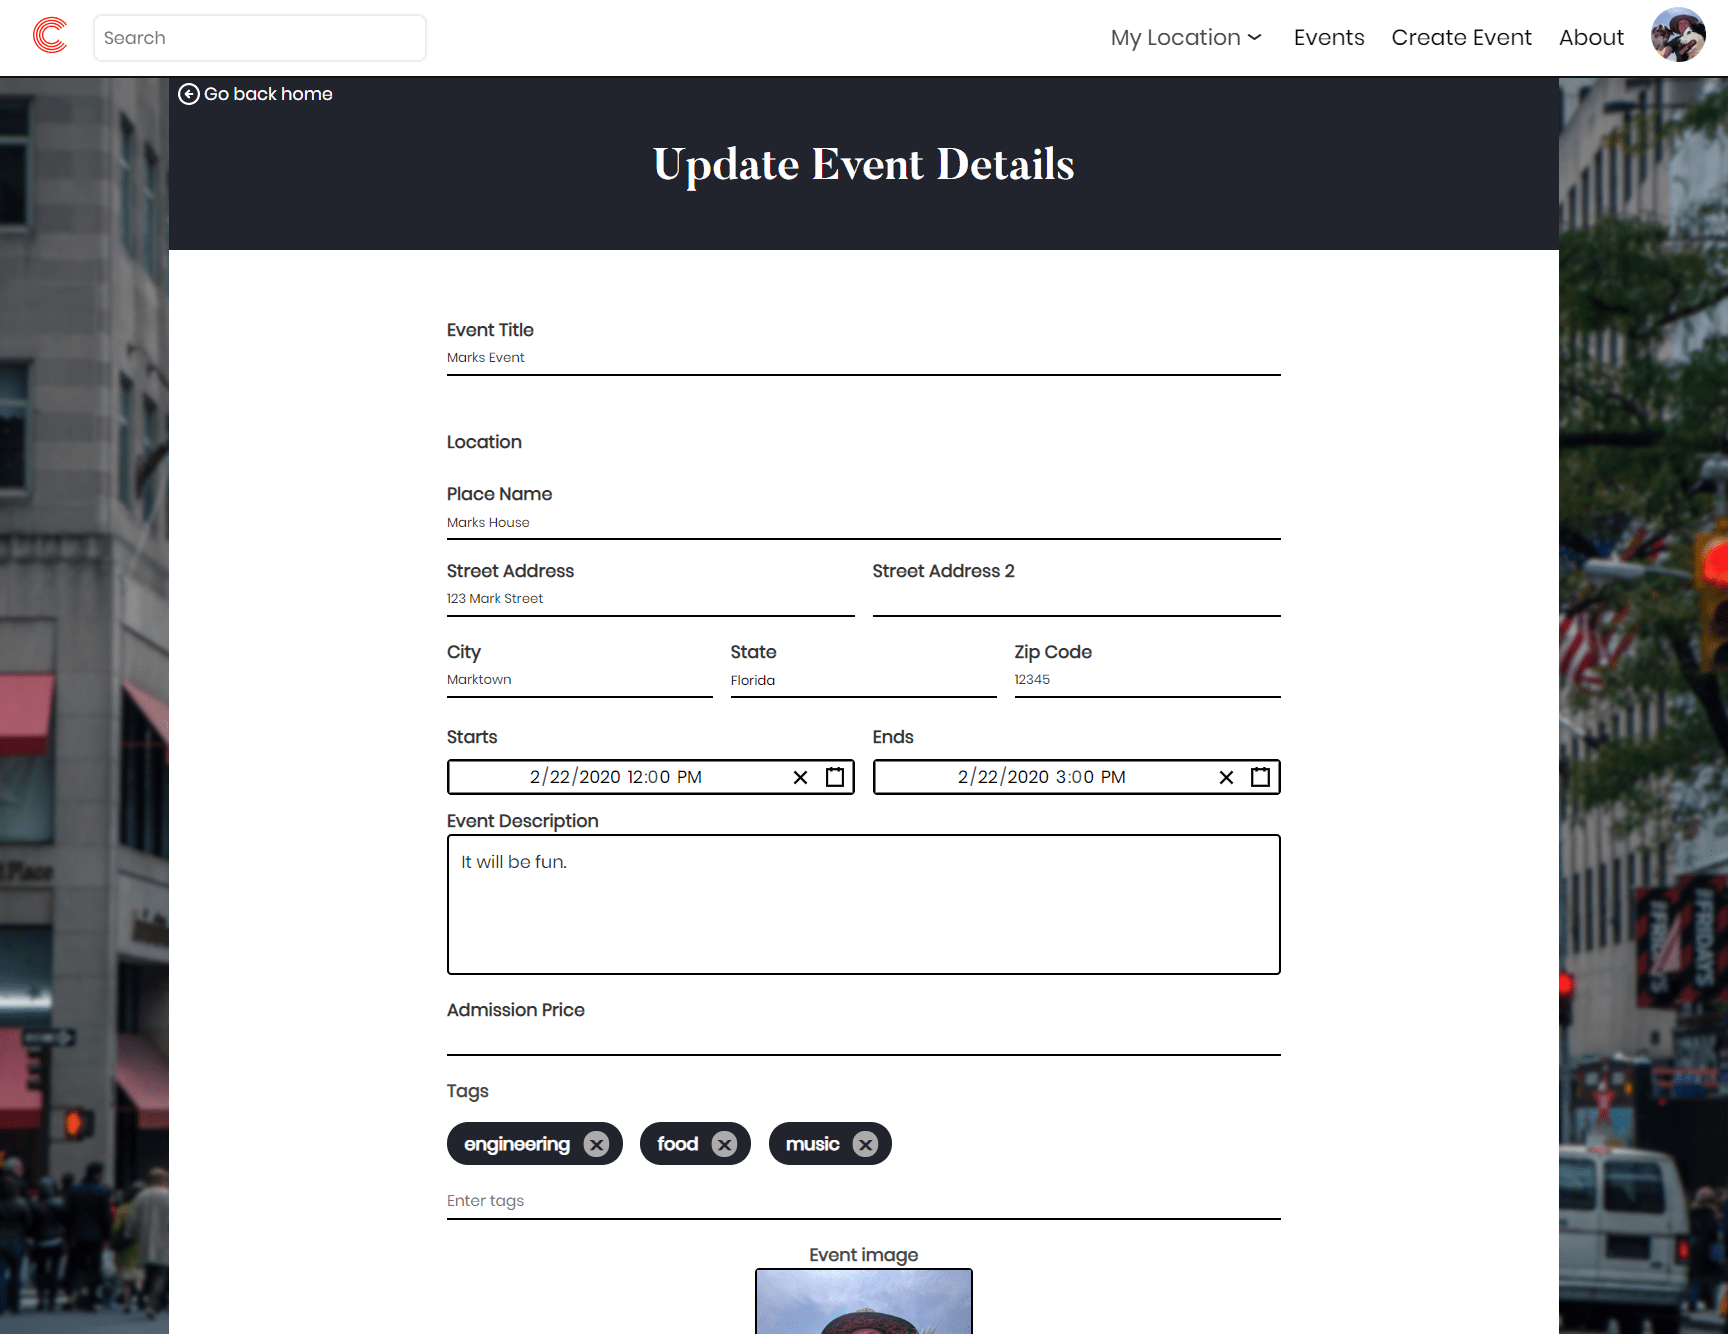 Search
My Location Events Create Event About
Go back home
Update Event Details
Event Title
Marks Event
Location
Place Name
Marks House
Street Address Street Address 2
123 Mark Street
City State Zip Code
Marktown Florida 12345
Starts Ends
2/22/2020 12:00 PM 2/22/2020 3:00 PM
Event Description
It will be fun.
Admission Price
Tags
engineering food music
Enter tags
Event image
Place
FRIDAYS
FRIDAYS